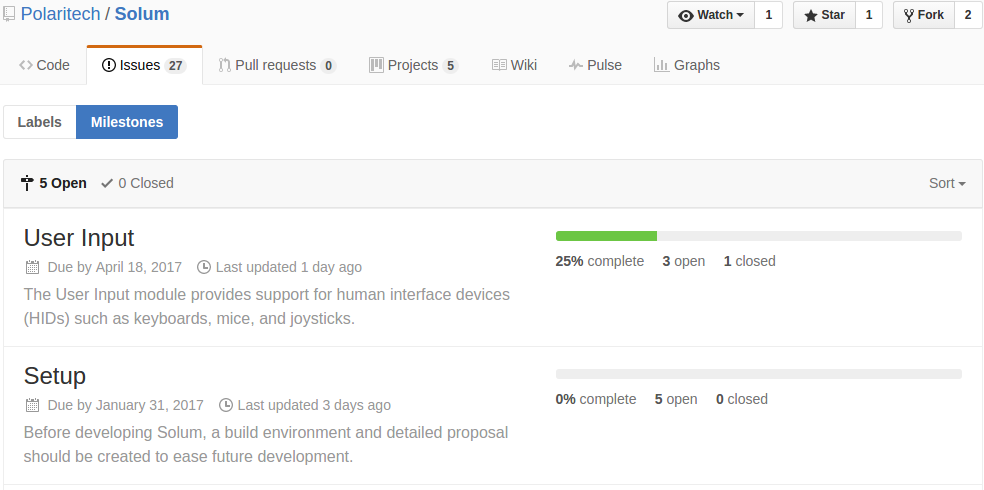 Polaritech / Solum
Watch 1 Star 1 Fork 2
Code Issues 27 Pull requests 0 Projects 5 Wiki Pulse Graphs
Labels Milestones
5 Open 0 Closed Sort
User Input
Due by April 18, 2017 Last updated 1 day ago
25% complete 3 open 1 closed
The User Input module provides support for human interface devices
(HIDs) such as keyboards, mice, and joysticks.
Setup
Due by January 31, 2017 Last updated 3 days ago
0% complete 5 open 0 closed
Before developing Solum, a build environment and detailed proposal
should be created to ease future development.